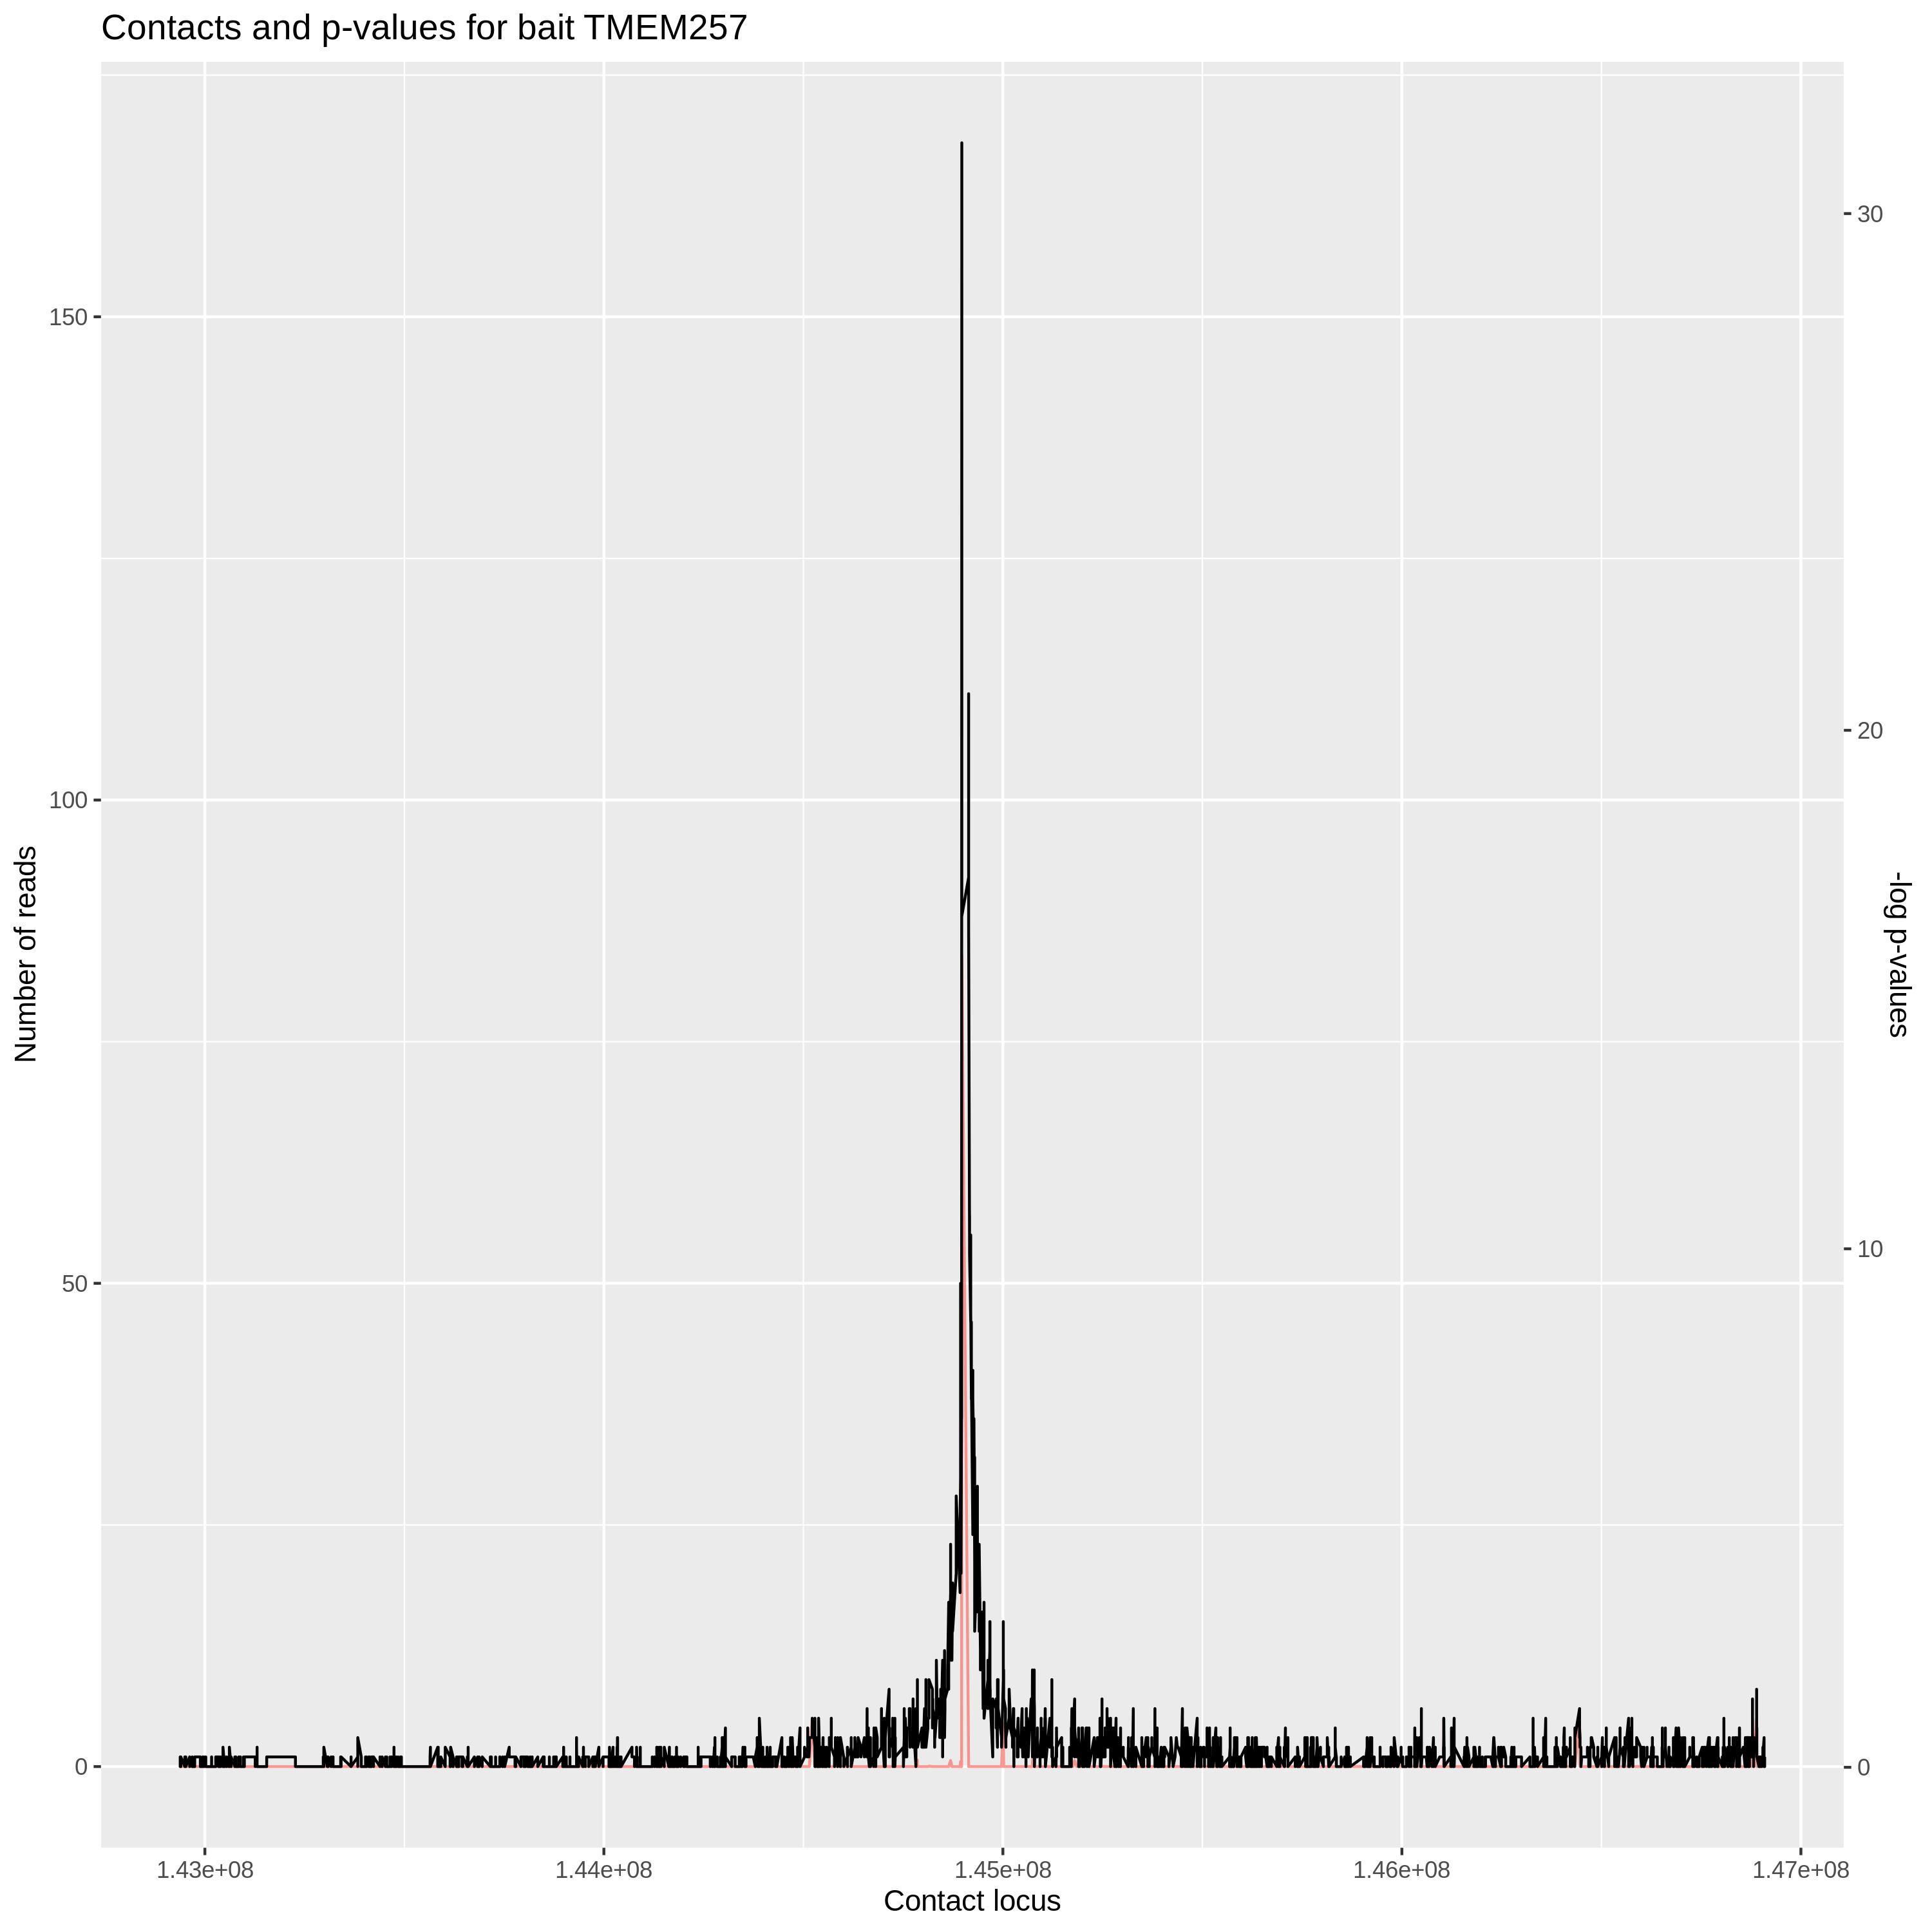 Contacts and p-values for bait TMEM257
Number of reads
150
100
50
0
30
20
10
0
-log p-values
1.43e+08
1.44e+08
1.45e+08
1.46e+08
1.47e+08
Contact locus